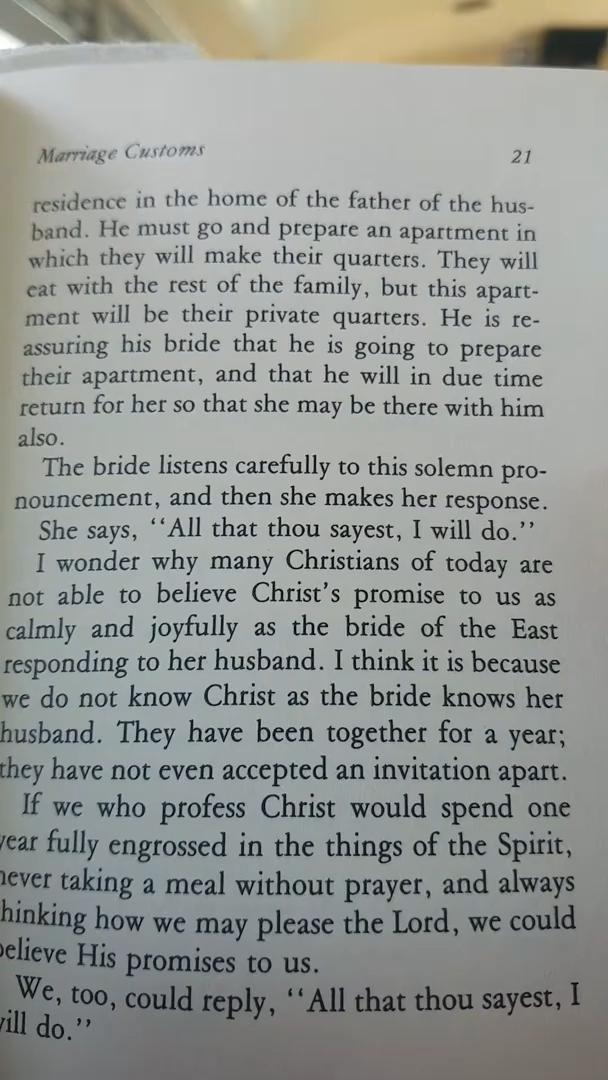 Marriage Customs 21
residence in the home of the father of the hus-
band. He must go and prepare an apartment in
which they will make their quarters. They will
eat with the rest of the family, but this apart-
ment will be their private quarters. He is re-
assuring his bride that he is going to prepare
their apartment, and that he will in due time
return for her so that she may be there with him
also.
The bride listens carefully to this solemn pro-
nouncement, and then she makes her response.
She says, ‘‘All that thou sayest, I will do.’’
I wonder why many Christians of today are
not able to believe Christ’s promise to us as
calmly and joyfully as the bride of the East
responding to her husband. I think it is because
we do not know Christ as the bride knows her
husband. They have been together for a year;
they have not even accepted an invitation apart.
If we who profess Christ would spend one
year fully engrossed in the things of the Spirit,
never taking a meal without prayer, and always
thinking how we may please the Lord, we could
believe His promises to us.
We, too, could reply, ‘‘All that thou sayest, I
will do.’’